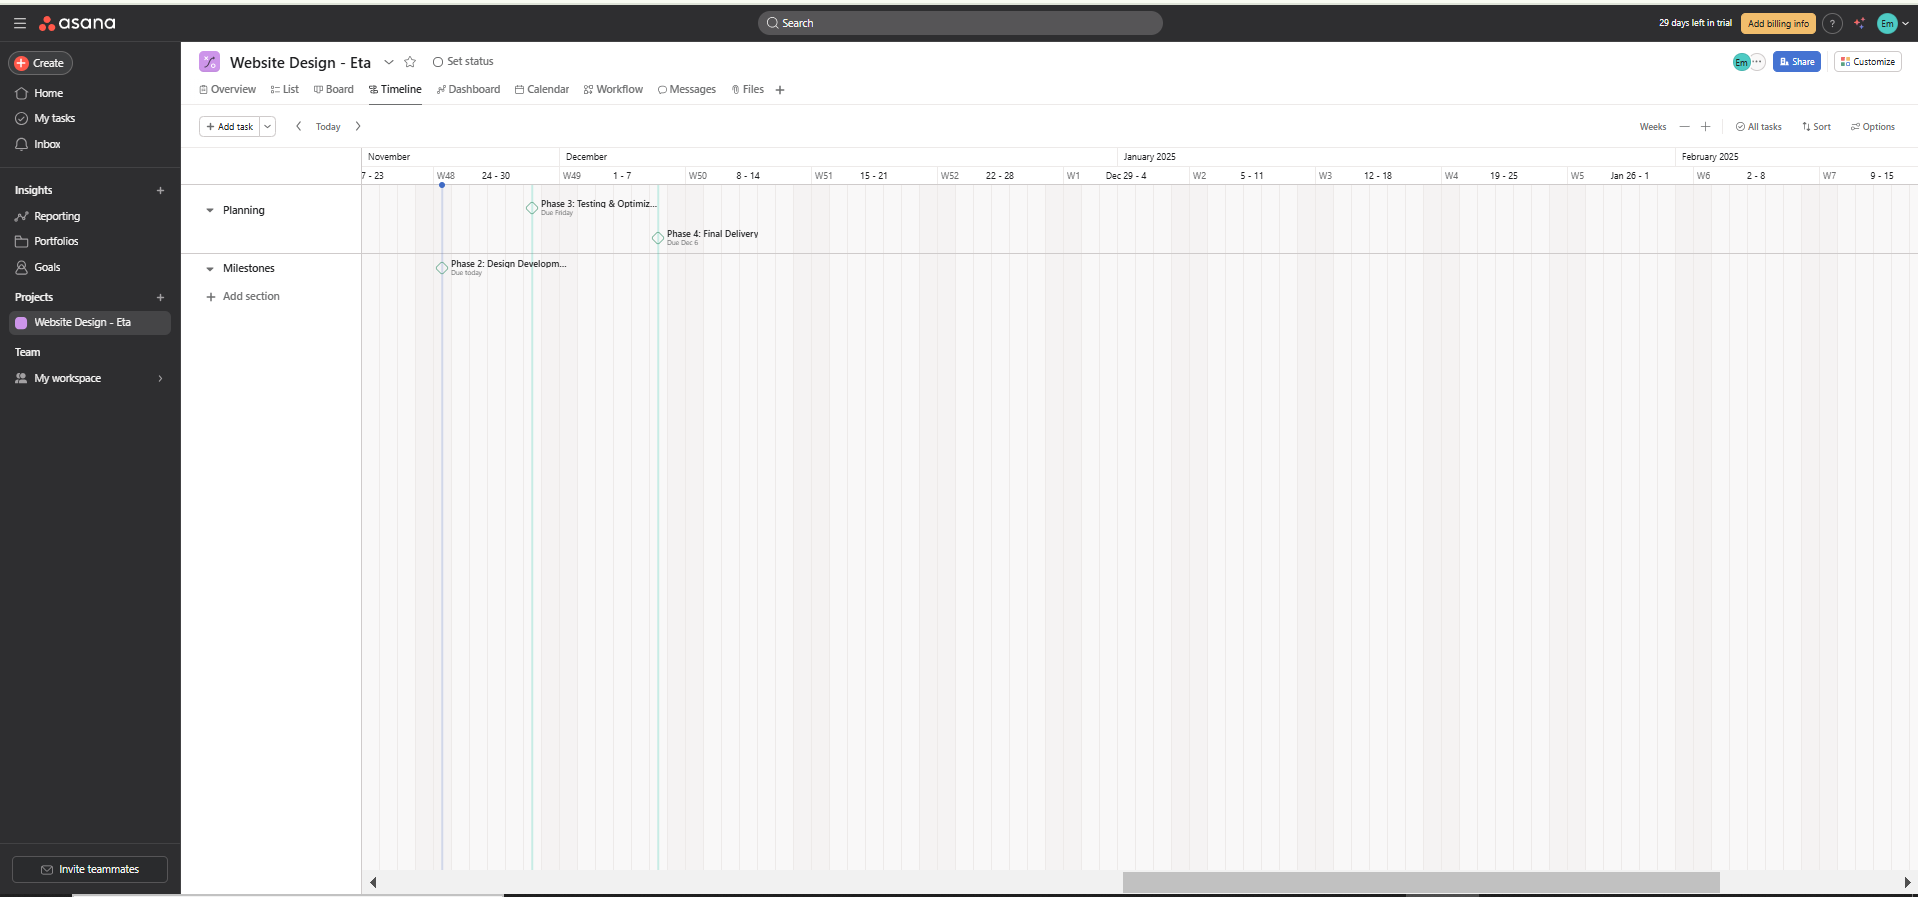 asana
Search
29 days left in trial
Add billing info
?
Em
Create
Home
My tasks
Inbox
Insights
Reporting
Portfolios
Goals
Projects
Website Design - Eta
Team
My workspace
Invite teammates
Website Design - Eta
Set status
Em
Share
Customize
Overview List Board Timeline Dashboard Calendar Workflow Messages Files
Add task
Today
Weeks
All tasks
Sort
Options
November December January 2025 February 2025
7 - 23 W48 24 - 30 W49 1 - 7 W50 8 - 14 W51 15 - 21 W52 22 - 28 W1 Dec 29 - 4 W2 5 - 11 W3 12 - 18 W4 19 - 25 W5 Jan 26 - 1 W6 2 - 8 W7 9 - 15
Planning
Phase 3: Testing & Optimiz...
Due Friday
Phase 4: Final Delivery
Due Dec 6
Milestones
Phase 2: Design Developm...
Due today
Add section